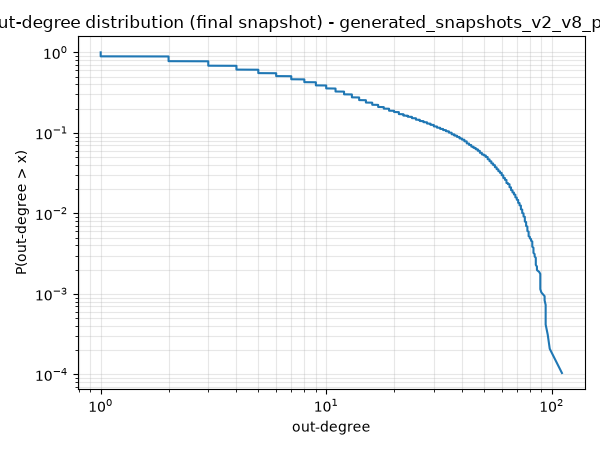 ut-degree distribution (final snapshot) - generated_snapshots_v2_v8_p
10⁰
10⁻¹
10⁻²
10⁻³
10⁻⁴
P(out-degree > x)
10⁰ 10¹ 10²
out-degree